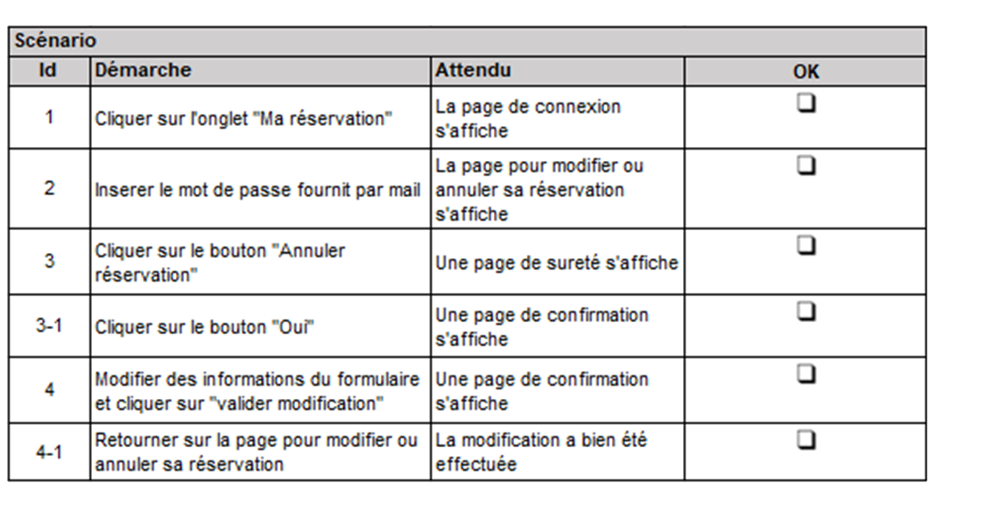 Scénario
Id Démarche Attendu OK
1 Cliquer sur l'onglet "Ma réservation" La page de connexion
s'affiche
2 Inserer le mot de passe fournit par mail La page pour modifier ou
annuler sa réservation
s'affiche
3 Cliquer sur le bouton "Annuler
réservation" Une page de sureté s'affiche
3-1 Cliquer sur le bouton "Oui" Une page de confirmation
s'affiche
4 Modifier des informations du formulaire
et cliquer sur "valider modification" Une page de confirmation
s'affiche
4-1 Retourner sur la page pour modifier ou
annuler sa réservation La modification a bien été
effectuée